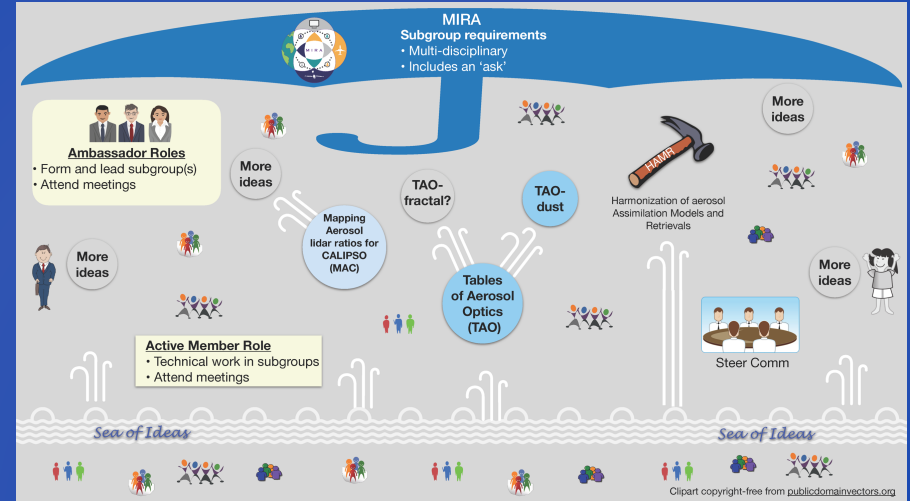 MIRA
Subgroup requirements
• Multi-disciplinary
• Includes an ‘ask’
MIRA
Ambassador Roles
• Form and lead subgroup(s)
• Attend meetings
More
ideas
TAO-
fractal?
TAO-
dust
HAMR
Harmonization of aerosol
Assimilation Models and
Retrievals
More
ideas
More
ideas
Mapping
Aerosol
lidar ratios for
CALIPSO
(MAC)
Tables
of Aerosol
Optics
(TAO)
More
ideas
Steer Comm
Active Member Role
• Technical work in subgroups
• Attend meetings
Sea of Ideas
Sea of Ideas
Clipart copyright-free from publicdomainvectors.org